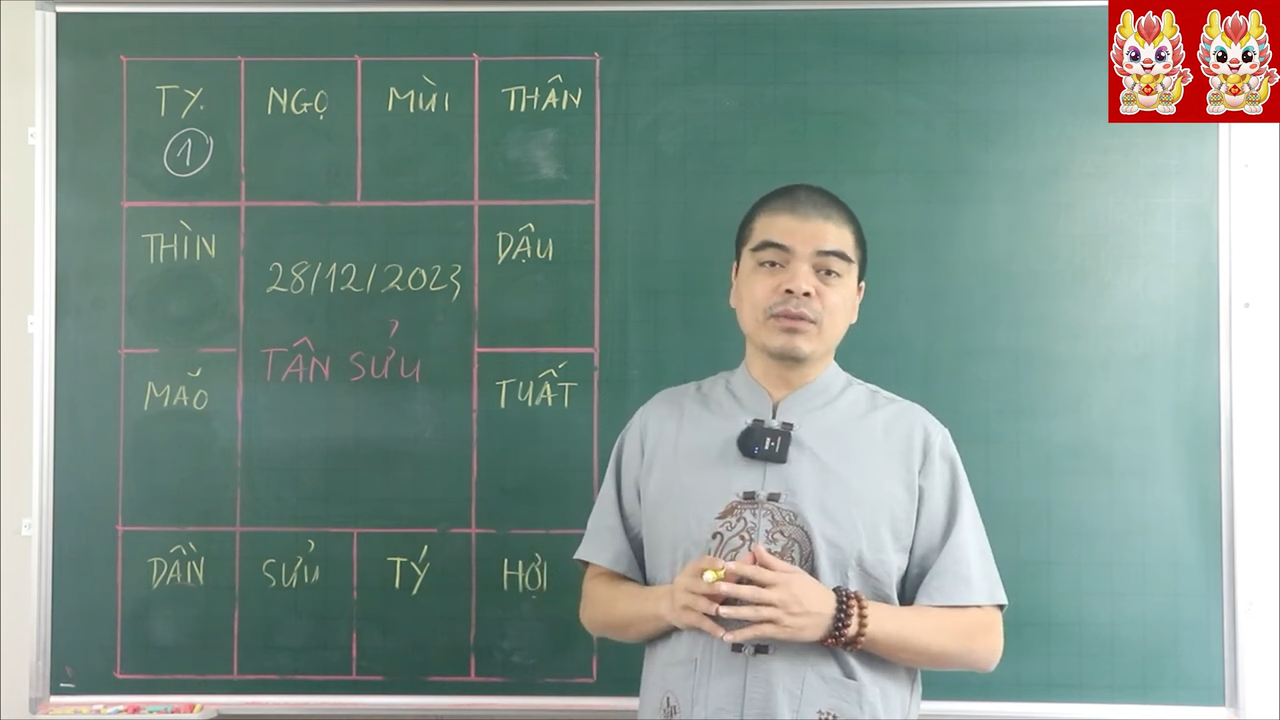 TỴ.
NGỌ
MÙI
THÂN
1
THÌN
DẬU
28/12/2023
TÂN SỬU
MÃO
TUẤT
DẦN
SỬU
TÝ
HỢI